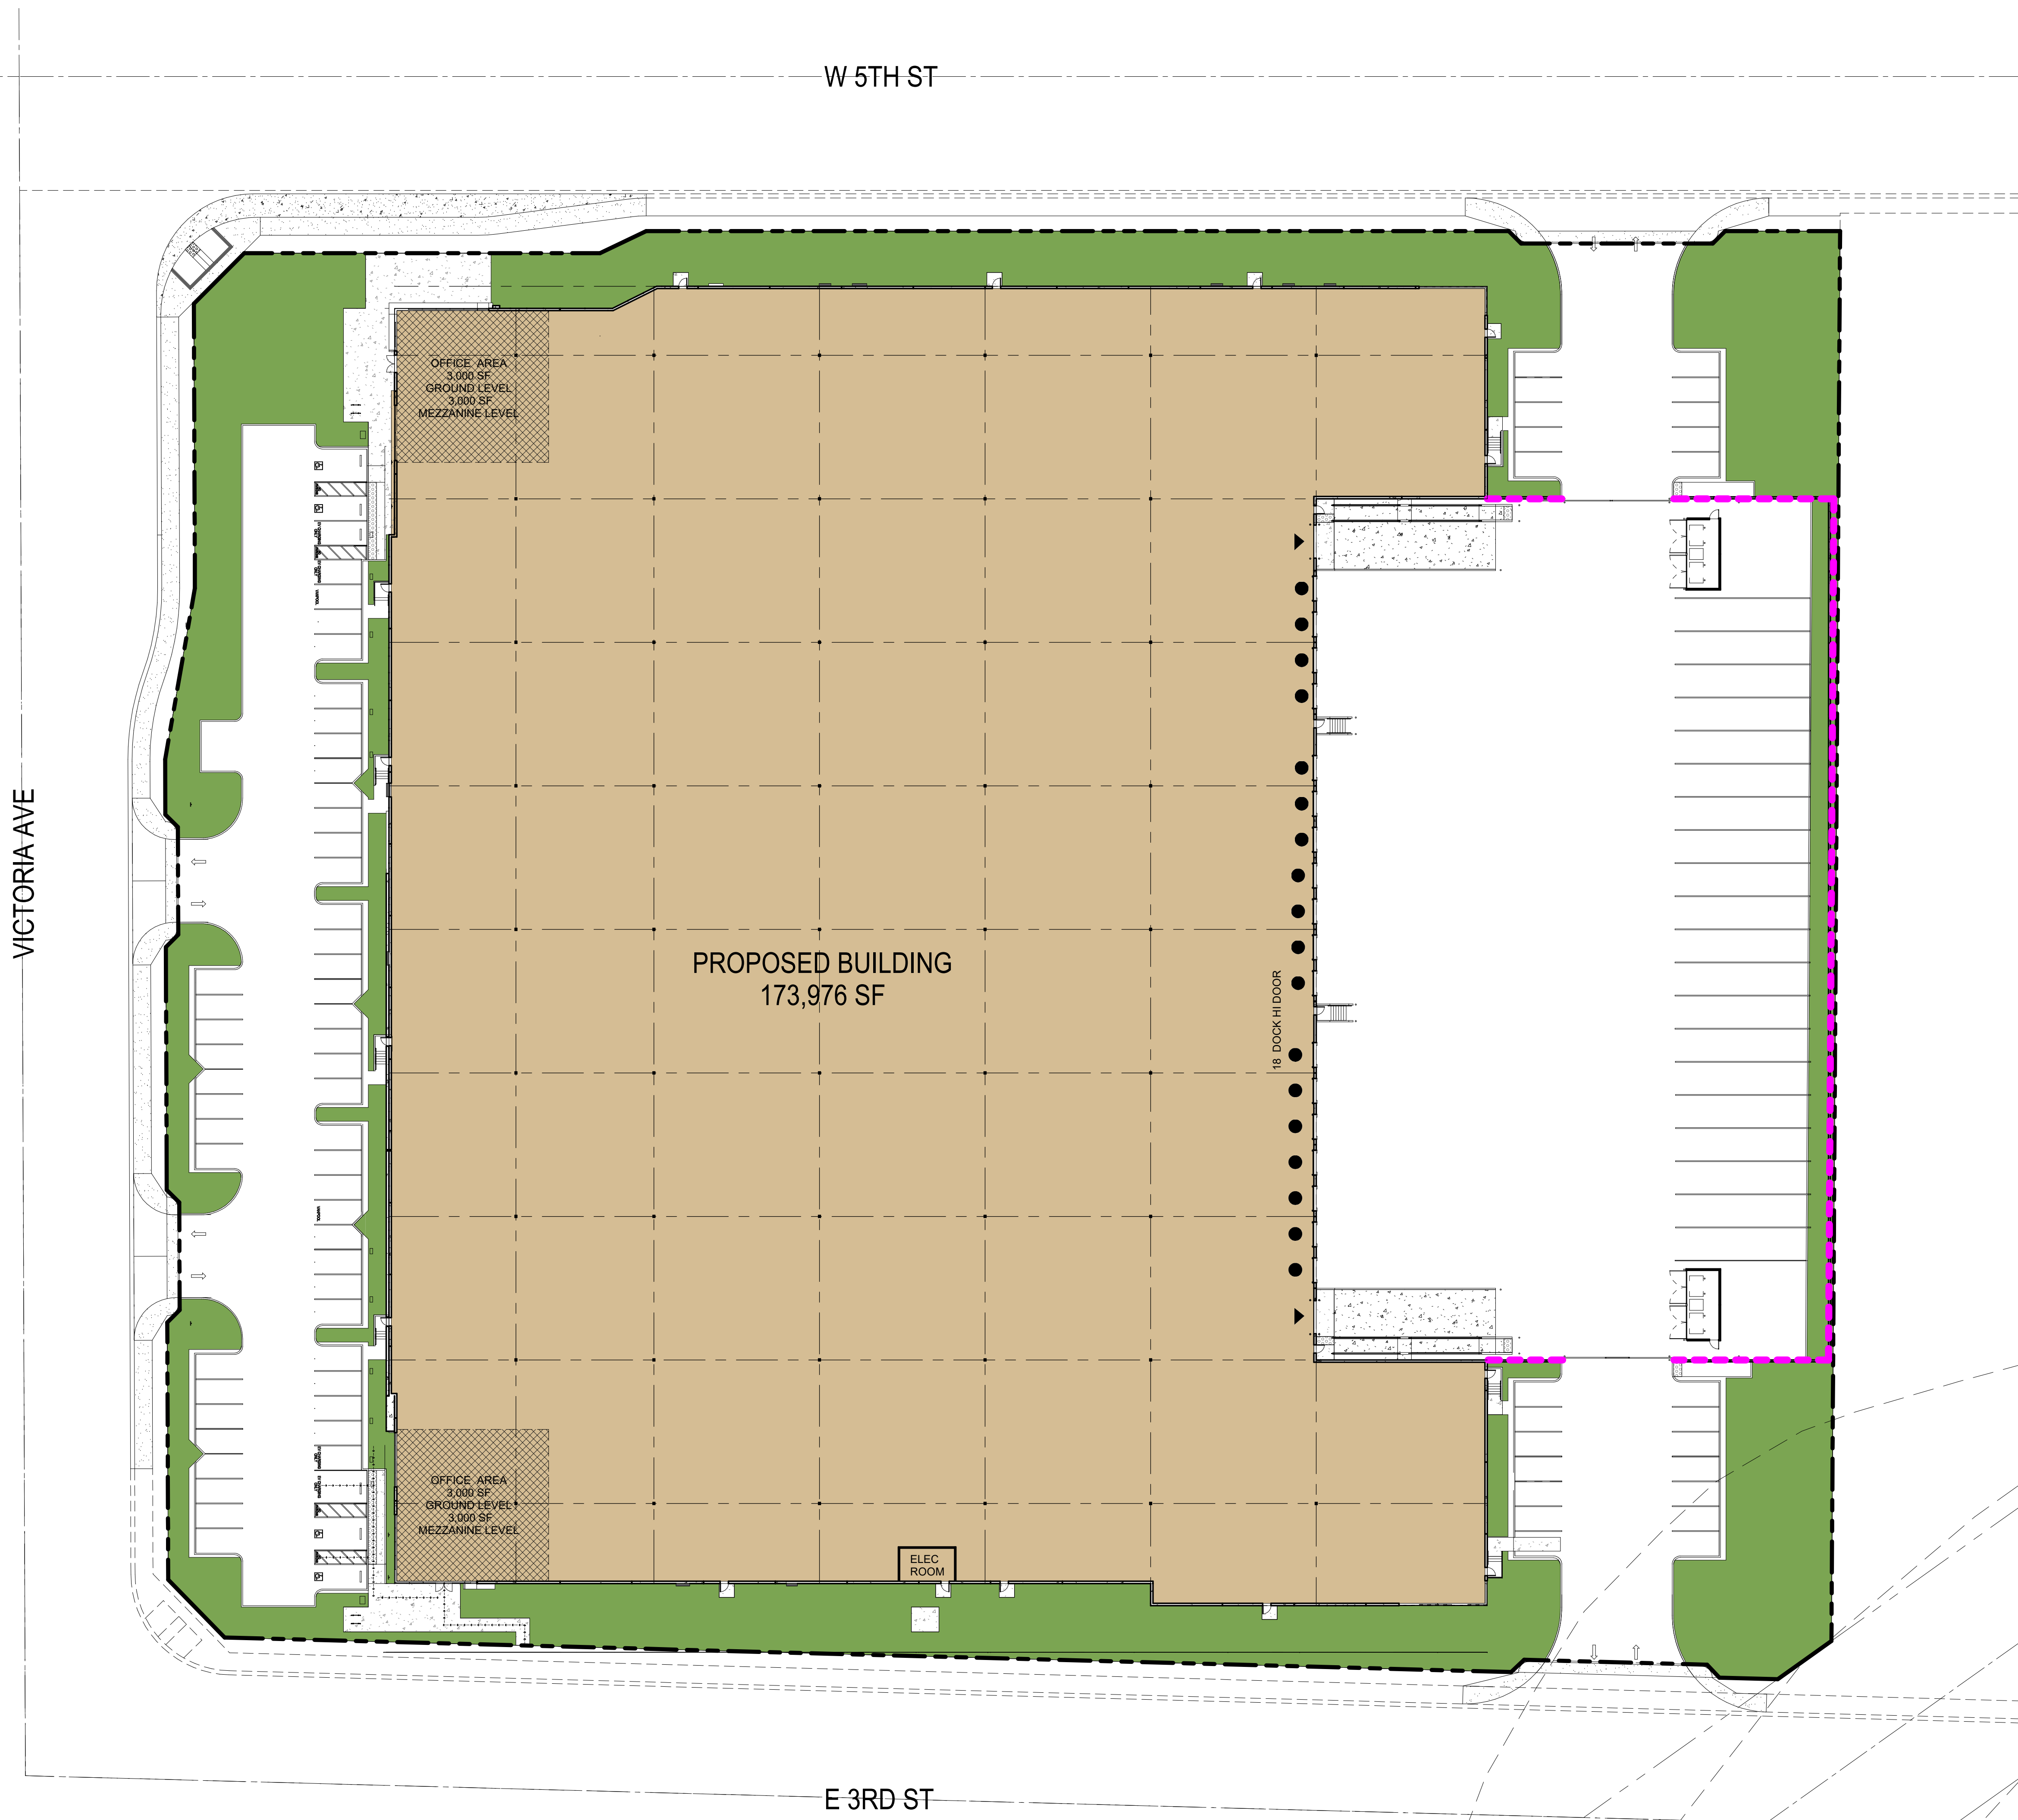 W 5TH ST
OFFICE AREA
3,000 SF
GROUND LEVEL
3,000 SF
MEZZANINE LEVEL
VICTORIA AVE
PROPOSED BUILDING
173,976 SF
18 DOCK HI DOOR
OFFICE AREA
3,000 SF
GROUND LEVEL
3,000 SF
MEZZANINE LEVEL
ELEC
ROOM
E 3RD ST
VANPOOL
VANPOOL